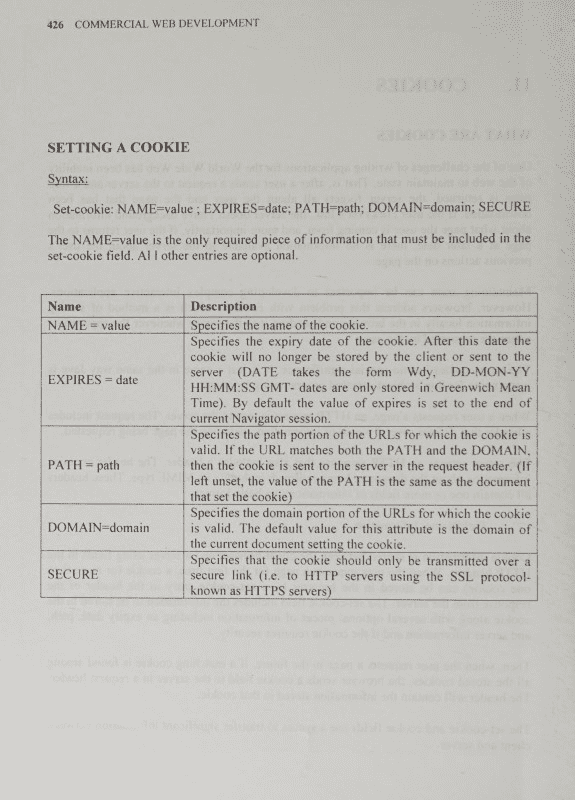 426 COMMERCIAL WEB DEVELOPMENT
SETTING A COOKIE
Syntax:
Set-cookie: NAME=value ; EXPIRES=date; PATH=path; DOMAIN=domain; SECURE
The NAME=value is the only required piece of information that must be included in the
set-cookie field. Al l other entries are optional.
Name Description
NAME = value Specifies the name of the cookie.
EXPIRES = date Specifies the expiry date of the cookie. After this date the
cookie will no longer be stored by the client or sent to the
server (DATE takes the form Wdy, DD-MON-YY
HH:MM:SS GMT- dates are only stored in Greenwich Mean
Time). By default the value of expires is set to the end of
current Navigator session.
PATH = path Specifies the path portion of the URLs for which the cookie is
valid. If the URL matches both the PATH and the DOMAIN,
then the cookie is sent to the server in the request header. (If
left unset, the value of the PATH is the same as the document
that set the cookie)
DOMAIN=domain Specifies the domain portion of the URLs for which the cookie
is valid. The default value for this attribute is the domain of
the current document setting the cookie.
SECURE Specifies that the cookie should only be transmitted over a
secure link (i.e. to HTTP servers using the SSL protocol-
known as HTTPS servers)